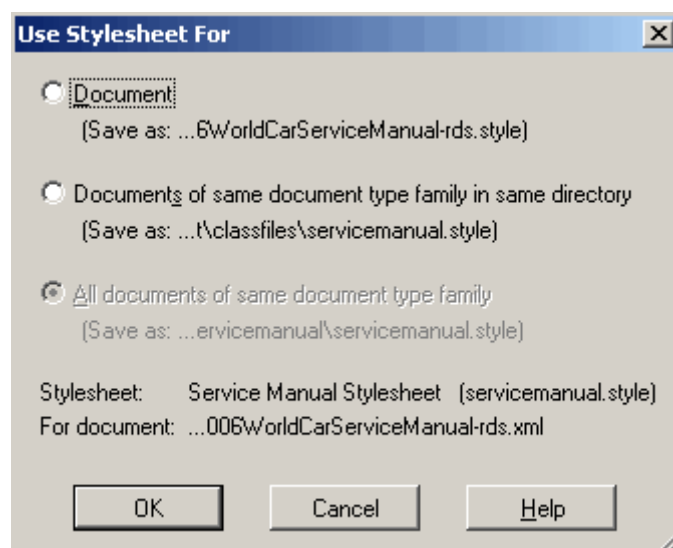 Use Stylesheet For
Document
(Save as: ...6WorldCarServiceManual-rds.style)
Documents of same document type family in same directory
(Save as: ...t\classfiles\servicemanual.style)
All documents of same document type family
(Save as: ...ervicemanual\servicemanual.style)
Stylesheet: Service Manual Stylesheet (servicemanual.style)
For document: ...006WorldCarServiceManual-rds.xml
OK Cancel Help